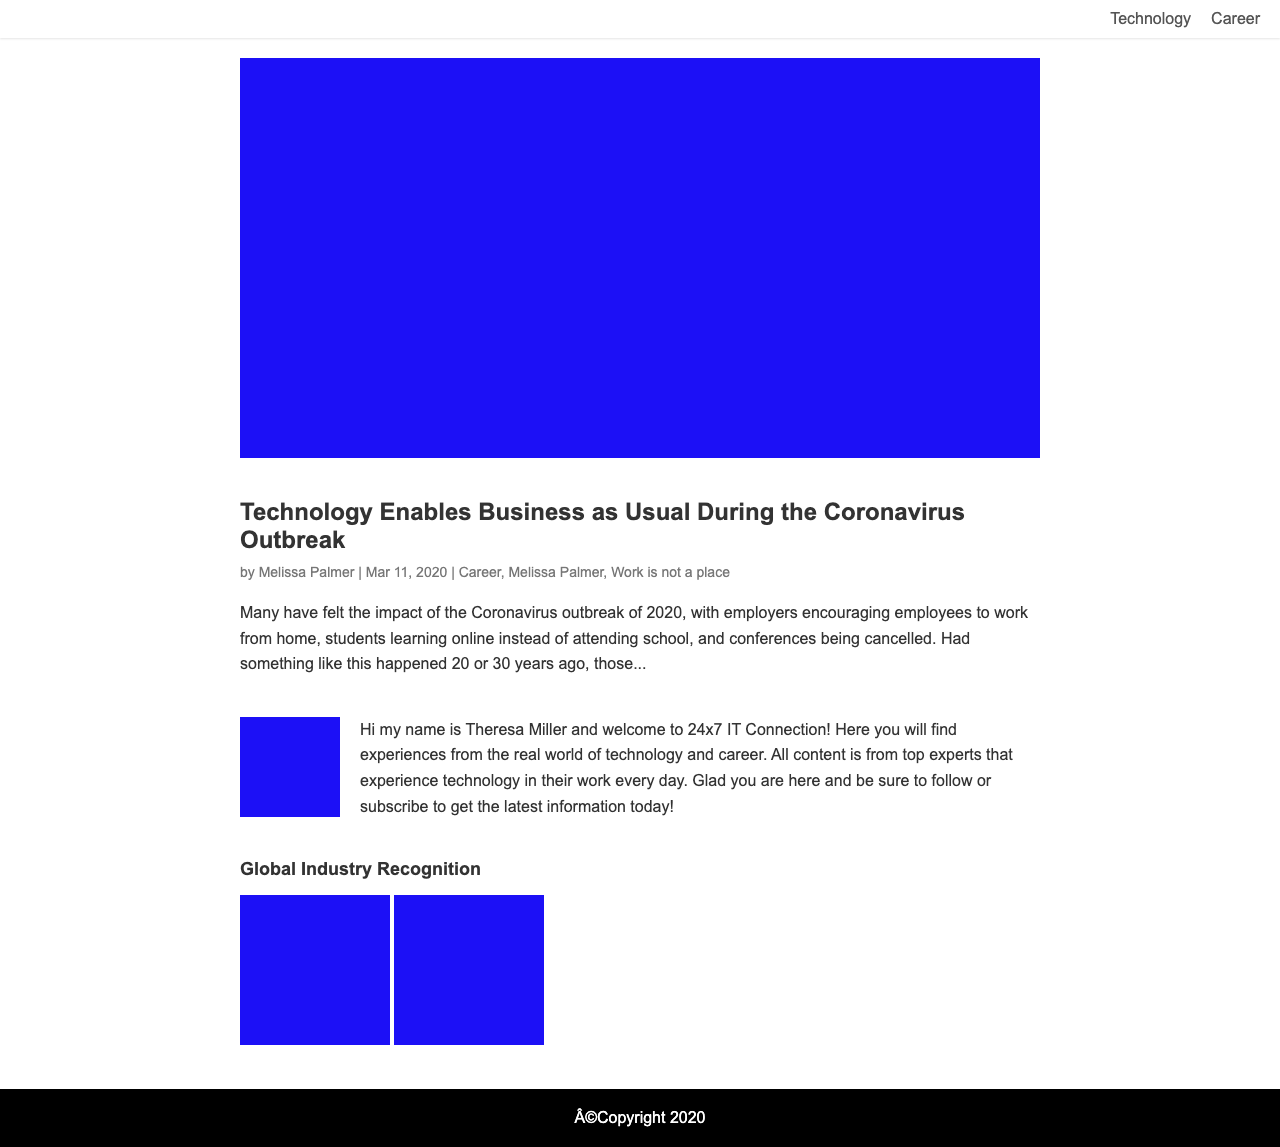 Technology Career
Technology Enables Business as Usual During the Coronavirus
Outbreak
by Melissa Palmer | Mar 11, 2020 | Career, Melissa Palmer, Work is not a place
Many have felt the impact of the Coronavirus outbreak of 2020, with employers encouraging employees to work
from home, students learning online instead of attending school, and conferences being cancelled. Had
something like this happened 20 or 30 years ago, those...
Hi my name is Theresa Miller and welcome to 24x7 IT Connection! Here you will find
experiences from the real world of technology and career. All content is from top experts that
experience technology in their work every day. Glad you are here and be sure to follow or
subscribe to get the latest information today!
Global Industry Recognition
Â©Copyright 2020